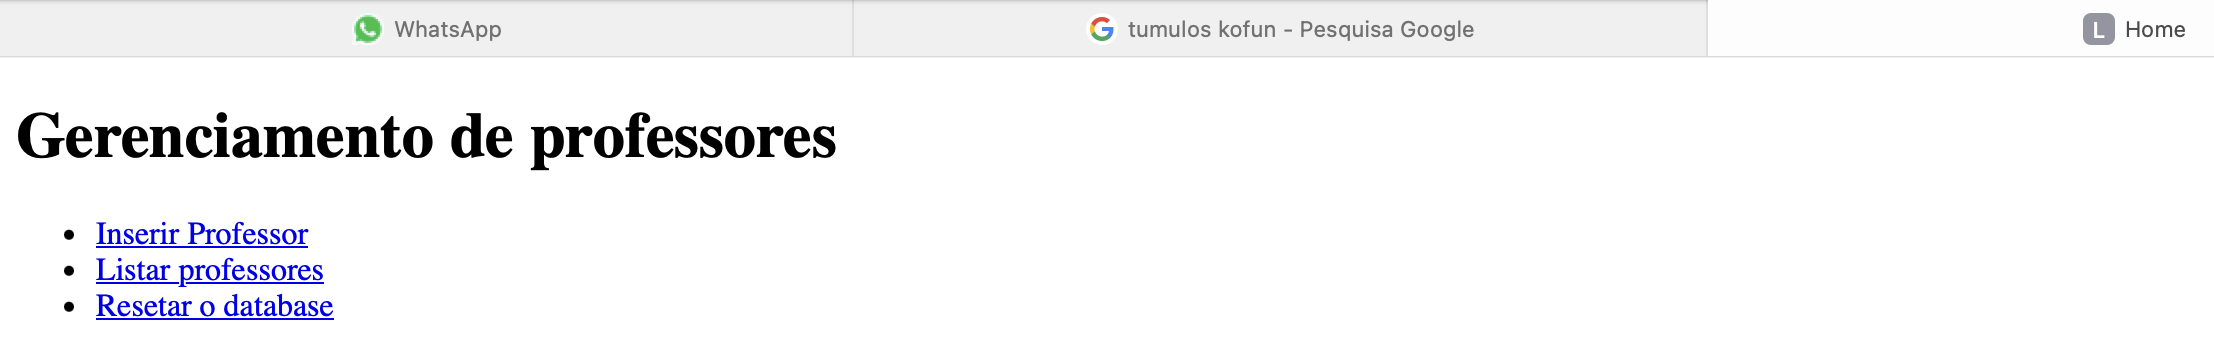 WhatsApp
tumulos kofun - Pesquisa Google
L Home
Gerenciamento de professores
Inserir Professor
Listar professores
Resetar o database